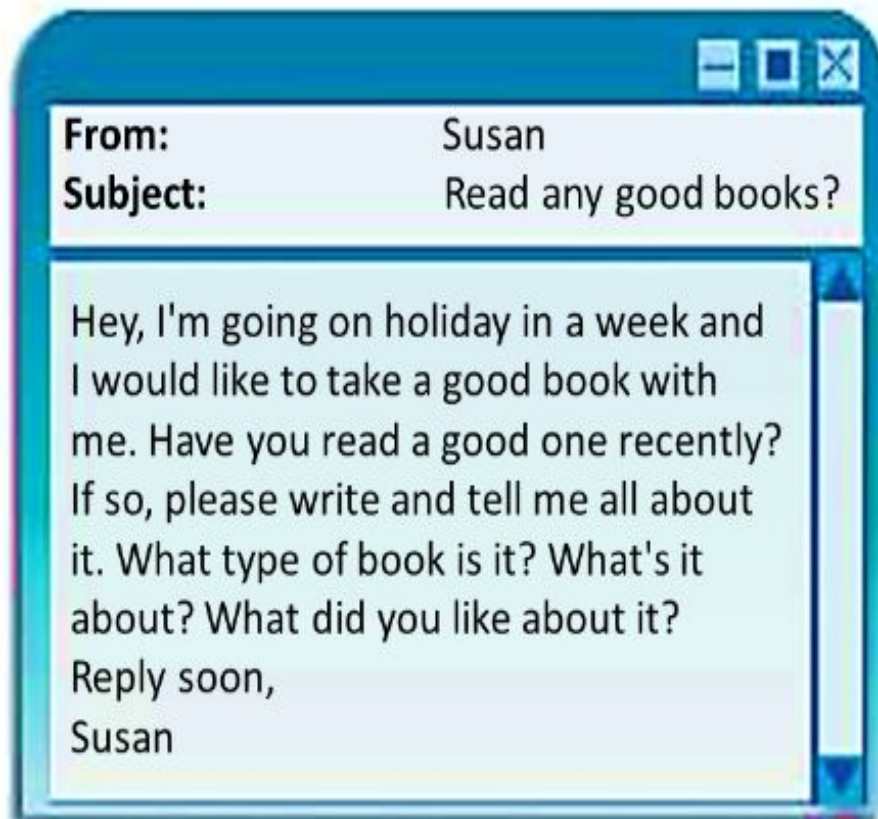 From: Susan
Subject: Read any good books?
Hey, I'm going on holiday in a week and
I would like to take a good book with
me. Have you read a good one recently?
If so, please write and tell me all about
it. What type of book is it? What's it
about? What did you like about it?
Reply soon,
Susan